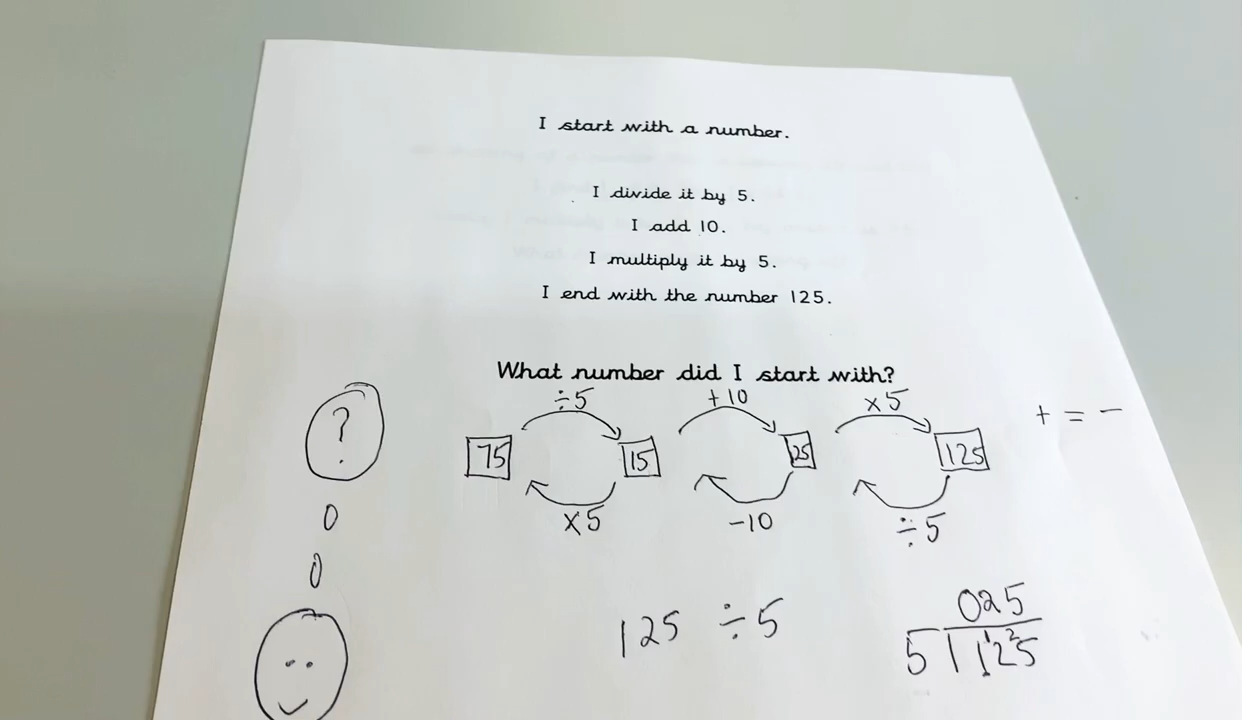 I start with a number.
I divide it by 5.
I add 10.
I multiply it by 5.
I end with the number 125.
What number did I start with?
÷5 +10 ×5
+ = -
?
75 15 25 125
×5 -10 ÷5
125 ÷5
025
5 125